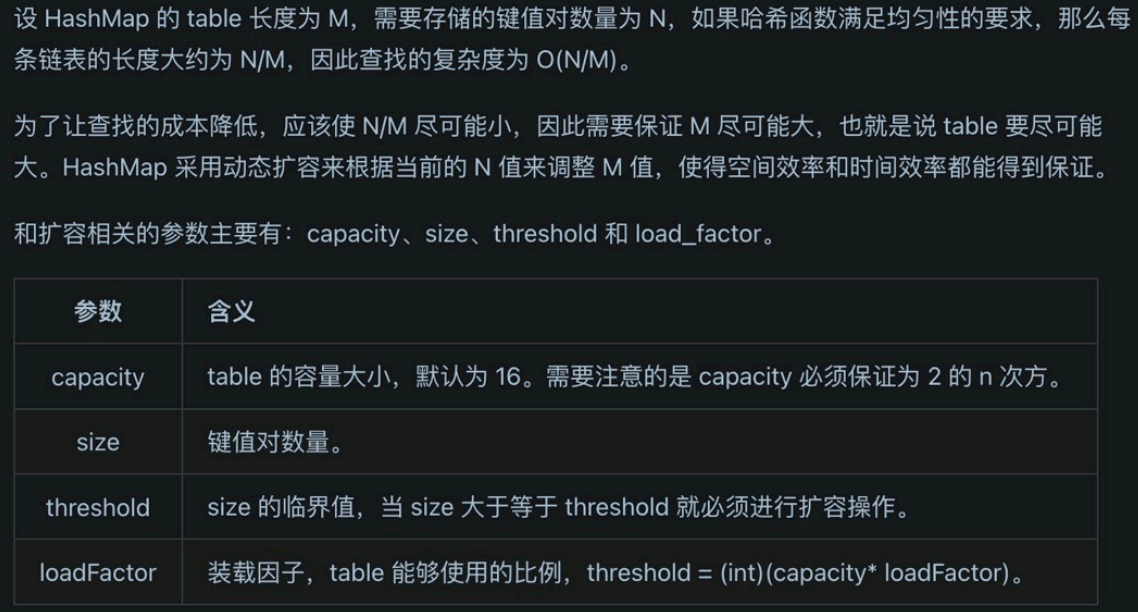 设 HashMap 的 table 长度为 M，需要存储的键值对数量为 N，如果哈希函数满足均匀性的要求，那么每
条链表的长度大约为 N/M，因此查找的复杂度为 O(N/M)。
为了让查找的成本降低，应该使 N/M 尽可能小，因此需要保证 M 尽可能大，也就是说 table 要尽可能
大。HashMap 采用动态扩容来根据当前的 N 值来调整 M 值，使得空间效率和时间效率都能得到保证。
和扩容相关的参数主要有：capacity、size、threshold 和 load_factor。
参数 含义
capacity table 的容量大小，默认为 16。需要注意的是 capacity 必须保证为 2 的 n 次方。
size 键值对数量。
threshold size 的临界值，当 size 大于等于 threshold 就必须进行扩容操作。
loadFactor 装载因子，table 能够使用的比例，threshold = (int)(capacity* loadFactor)。